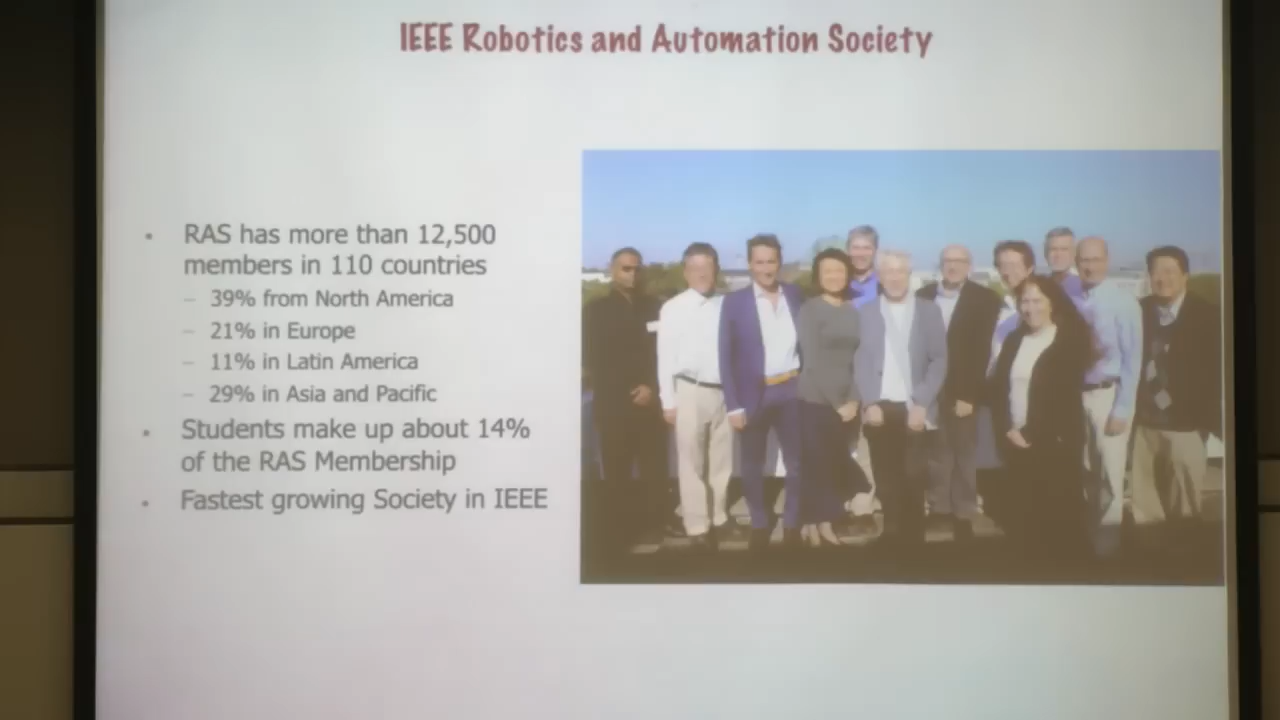 IEEE Robotics and Automation Society
• RAS has more than 12,500
members in 110 countries
– 39% from North America
– 21% in Europe
– 11% in Latin America
– 29% in Asia and Pacific
• Students make up about 14%
of the RAS Membership
• Fastest growing Society in IEEE